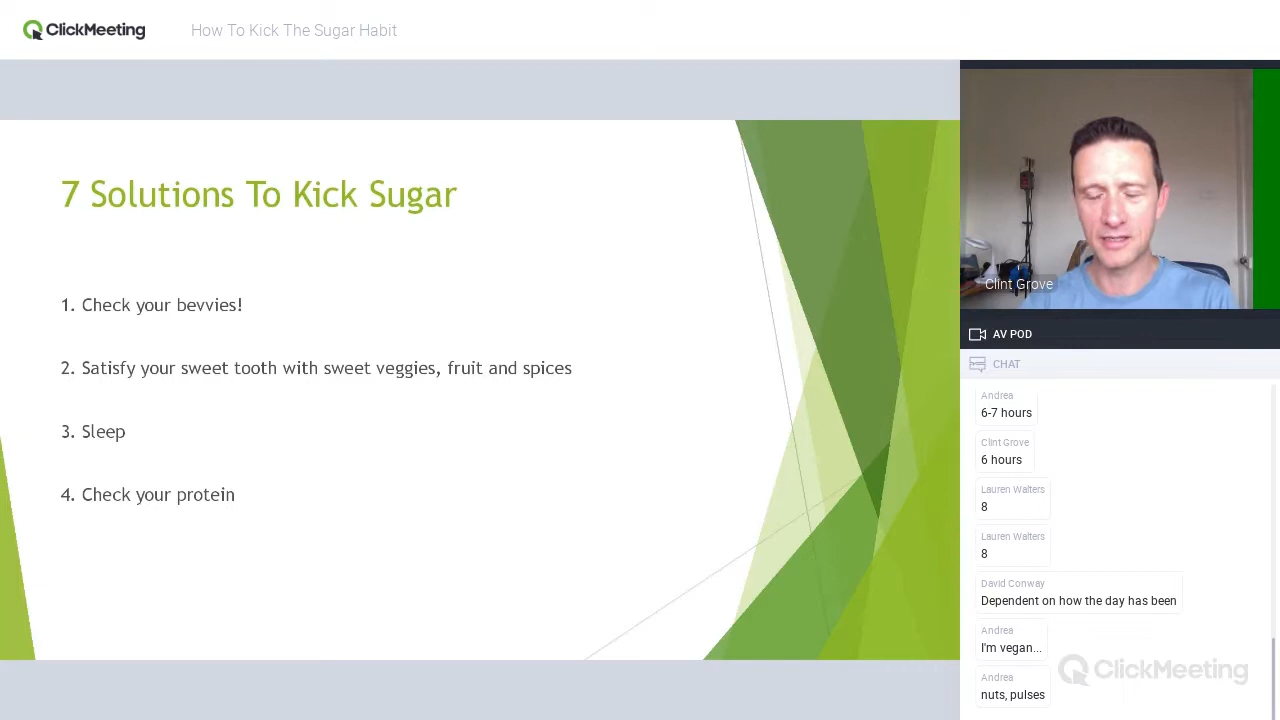 ClickMeeting
How To Kick The Sugar Habit
7 Solutions To Kick Sugar
1. Check your bevvies!
2. Satisfy your sweet tooth with sweet veggies, fruit and spices
3. Sleep
4. Check your protein
Clint Grove
AV POD
CHAT
Andrea
6-7 hours
Clint Grove
6 hours
Lauren Walters
8
Lauren Walters
8
David Conway
Dependent on how the day has been
Andrea
I'm vegan...
Andrea
nuts, pulses
ClickMeeting